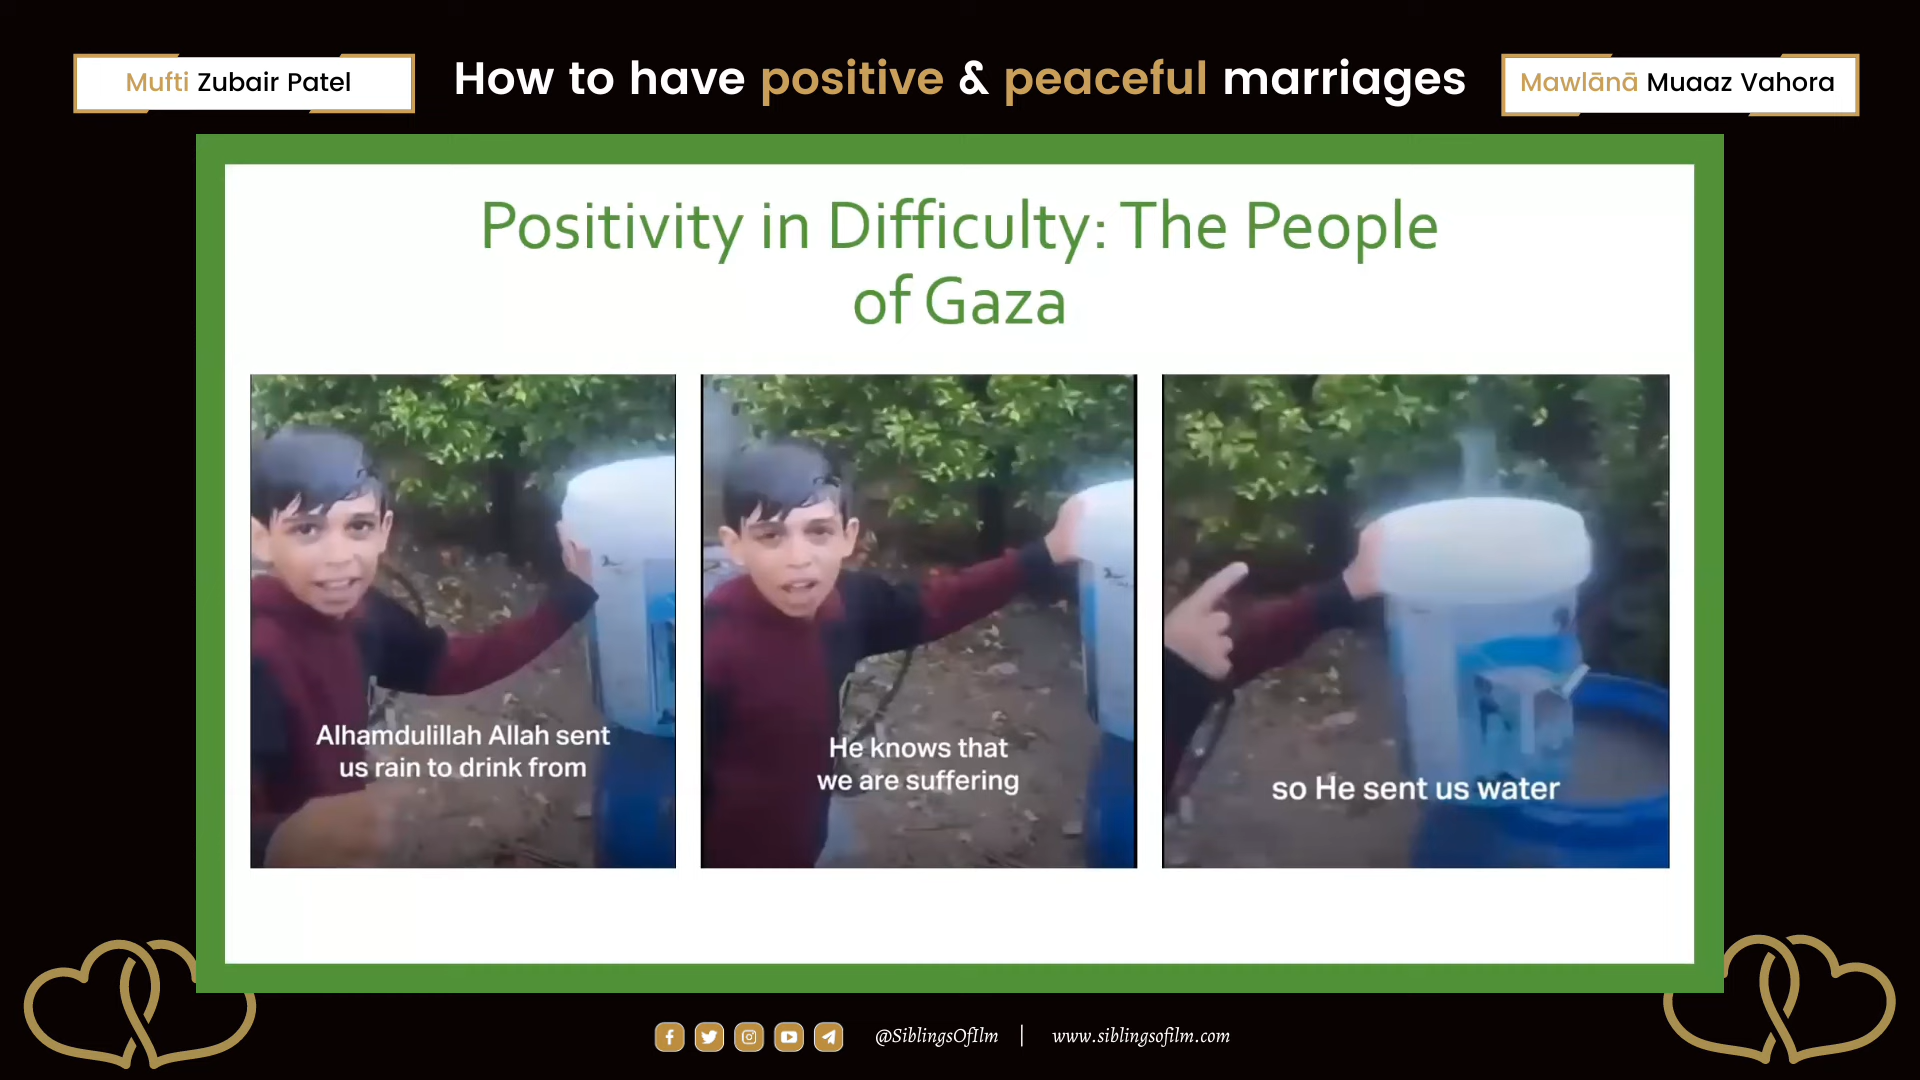 Mufti Zubair Patel
How to have positive & peaceful marriages
Mawlānā Muaaz Vahora
Positivity in Difficulty: The People
of Gaza
Alhamdulillah Allah sent
us rain to drink from
He knows that
we are suffering
so He sent us water
@SiblingsOfIlm | www.siblingsofilm.com